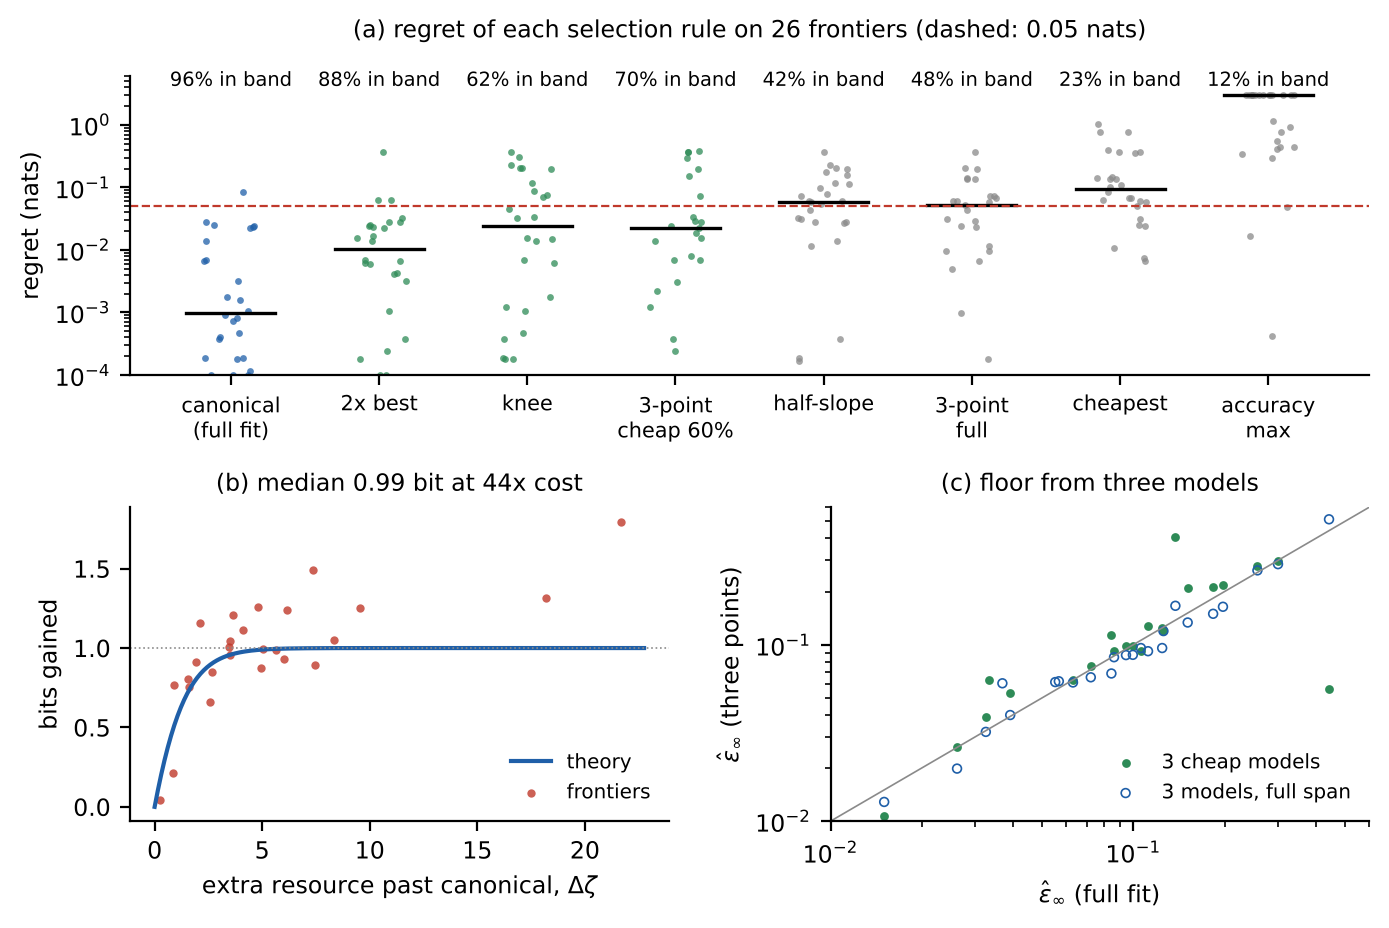 (a) regret of each selection rule on 26 frontiers (dashed: 0.05 nats)
96% in band 88% in band 62% in band 70% in band 42% in band 48% in band 23% in band 12% in band
regret (nats)
10⁰
10⁻¹
10⁻²
10⁻³
10⁻⁴
canonical
(full fit)
2x best
knee
3-point
cheap 60%
half-slope
3-point
full
cheapest
accuracy
max
(b) median 0.99 bit at 44x cost
bits gained
1.5
1.0
0.5
0.0
theory
frontiers
0 5 10 15 20
extra resource past canonical, Δζ
(c) floor from three models
ε̂∞ (three points)
10⁻¹
10⁻²
3 cheap models
3 models, full span
10⁻² 10⁻¹
ε̂∞ (full fit)